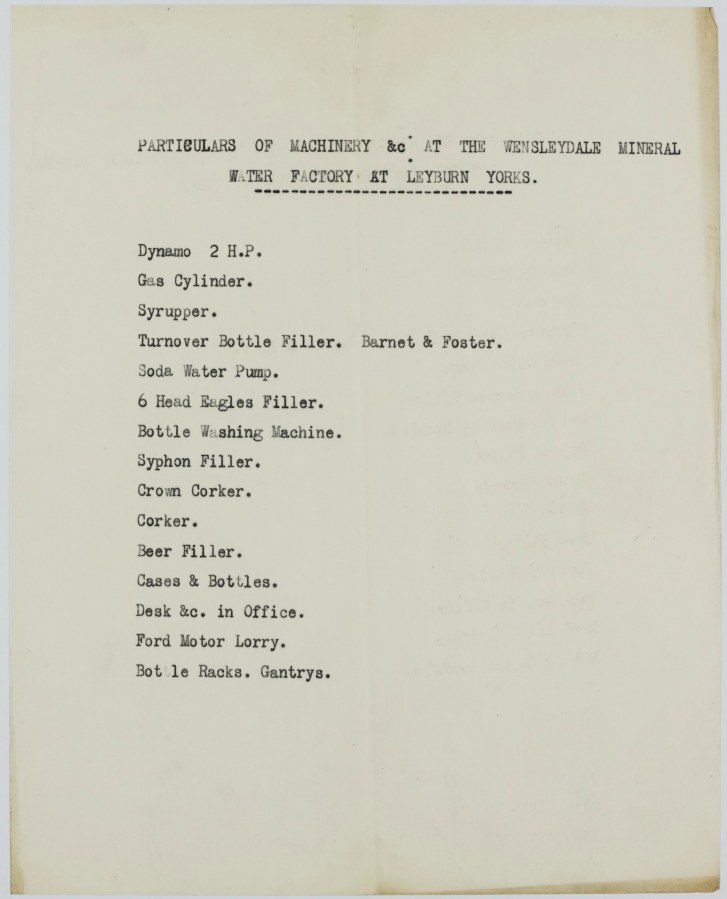 PARTICULARS OF MACHINERY &c AT THE WENSLEYDALE MINERAL
WATER FACTORY AT LEYBURN YORKS.
Dynamo 2 H.P.
Gas Cylinder.
Syrupper.
Turnover Bottle Filler. Barnet & Foster.
Soda Water Pump.
6 Head Eagles Filler.
Bottle Washing Machine.
Syphon Filler.
Crown Corker.
Corker.
Beer Filler.
Cases & Bottles.
Desk &c. in Office.
Ford Motor Lorry.
Bottle Racks. Gantrys.